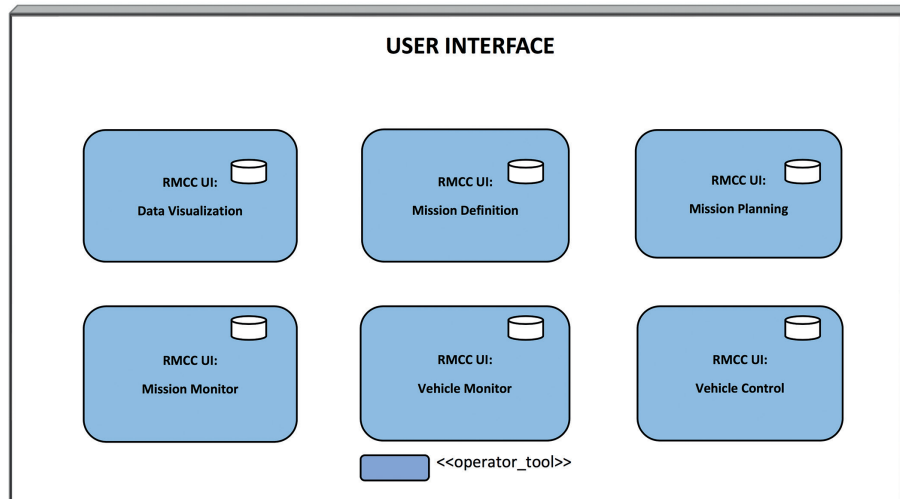 USER INTERFACE
RMCC UI:
Data Visualization
RMCC UI:
Mission Definition
RMCC UI:
Mission Planning
RMCC UI:
Mission Monitor
RMCC UI:
Vehicle Monitor
RMCC UI:
Vehicle Control
<<operator_tool>>